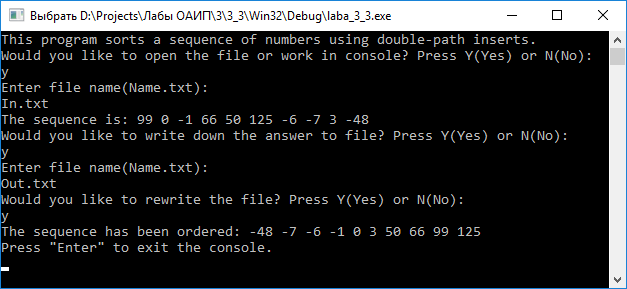 Выбрать D:\Projects\Лабы ОАИП\3\3_3\Win32\Debug\laba_3_3.exe
This program sorts a sequence of numbers using double-path inserts.
Would you like to open the file or work in console? Press Y(Yes) or N(No):
y
Enter file name(Name.txt):
In.txt
The sequence is: 99 0 -1 66 50 125 -6 -7 3 -48
Would you like to write down the answer to file? Press Y(Yes) or N(No):
y
Enter file name(Name.txt):
Out.txt
Would you like to rewrite the file? Press Y(Yes) or N(No):
y
The sequence has been ordered: -48 -7 -6 -1 0 3 50 66 99 125
Press "Enter" to exit the console.